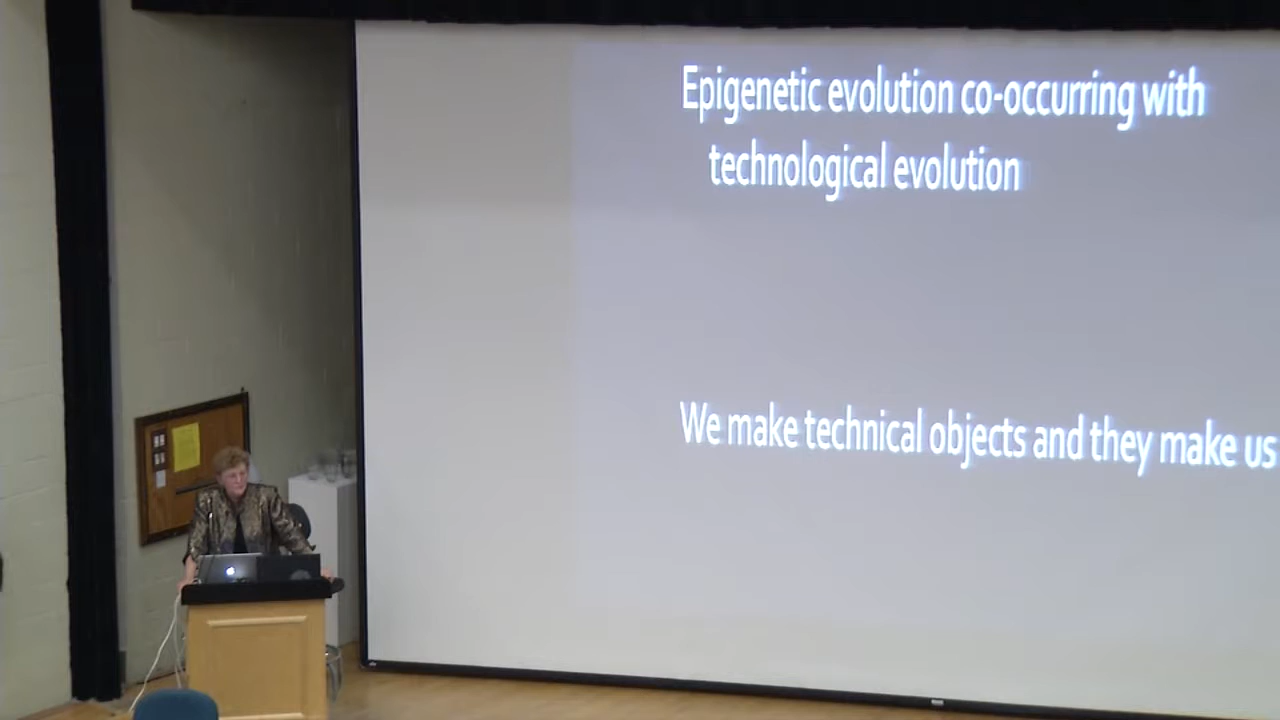 Epigenetic evolution co-occurring with
technological evolution
We make technical objects and they make us